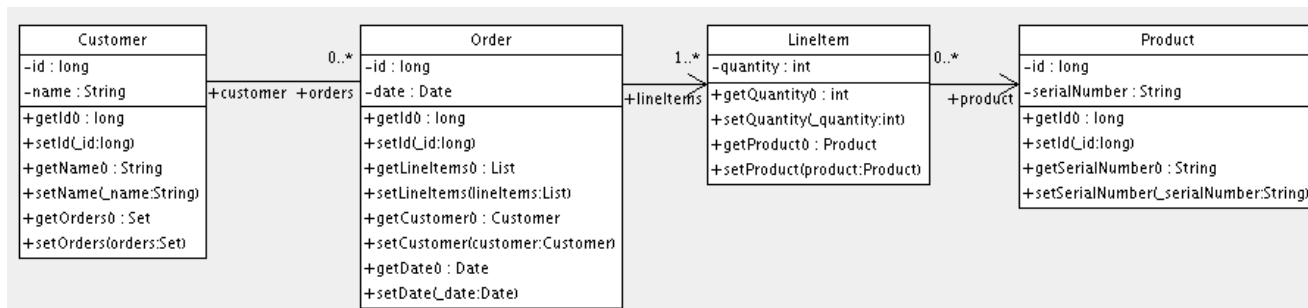 Customer
-id : long
-name : String
+getId() : long
+setId(_id:long)
+getName() : String
+setName(_name:String)
+getOrders() : Set
+setOrders(orders:Set)
0..*
+customer +orders
Order
-id : long
-date : Date
+getId() : long
+setId(_id:long)
+getLineItems() : List
+setLineItems(lineItems:List)
+getCustomer() : Customer
+setCustomer(customer:Customer)
+getDate() : Date
+setDate(_date:Date)
1..*
+lineItems
LineItem
-quantity : int
+getQuantity() : int
+setQuantity(_quantity:int)
+getProduct() : Product
+setProduct(product:Product)
0..*
+product
Product
-id : long
-serialNumber : String
+getId() : long
+setId(_id:long)
+getSerialNumber() : String
+setSerialNumber(_serialNumber:String)